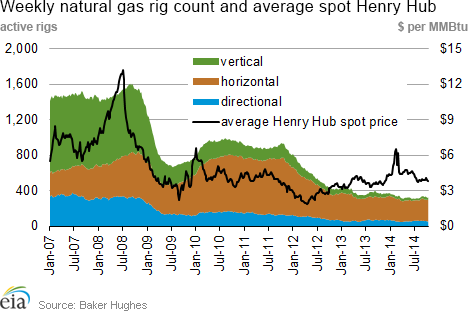 Weekly natural gas rig count and average spot Henry Hub
active rigs $ per MMBtu
2,000 $15
1,600 $12
1,200 $9
800 $6
400 $3
0 $0
vertical
horizontal
directional
average Henry Hub spot price
Jan-07 Jul-07 Jan-08 Jul-08 Jan-09 Jul-09 Jan-10 Jul-10 Jan-11 Jul-11 Jan-12 Jul-12 Jan-13 Jul-13 Jan-14 Jul-14
eia Source: Baker Hughes